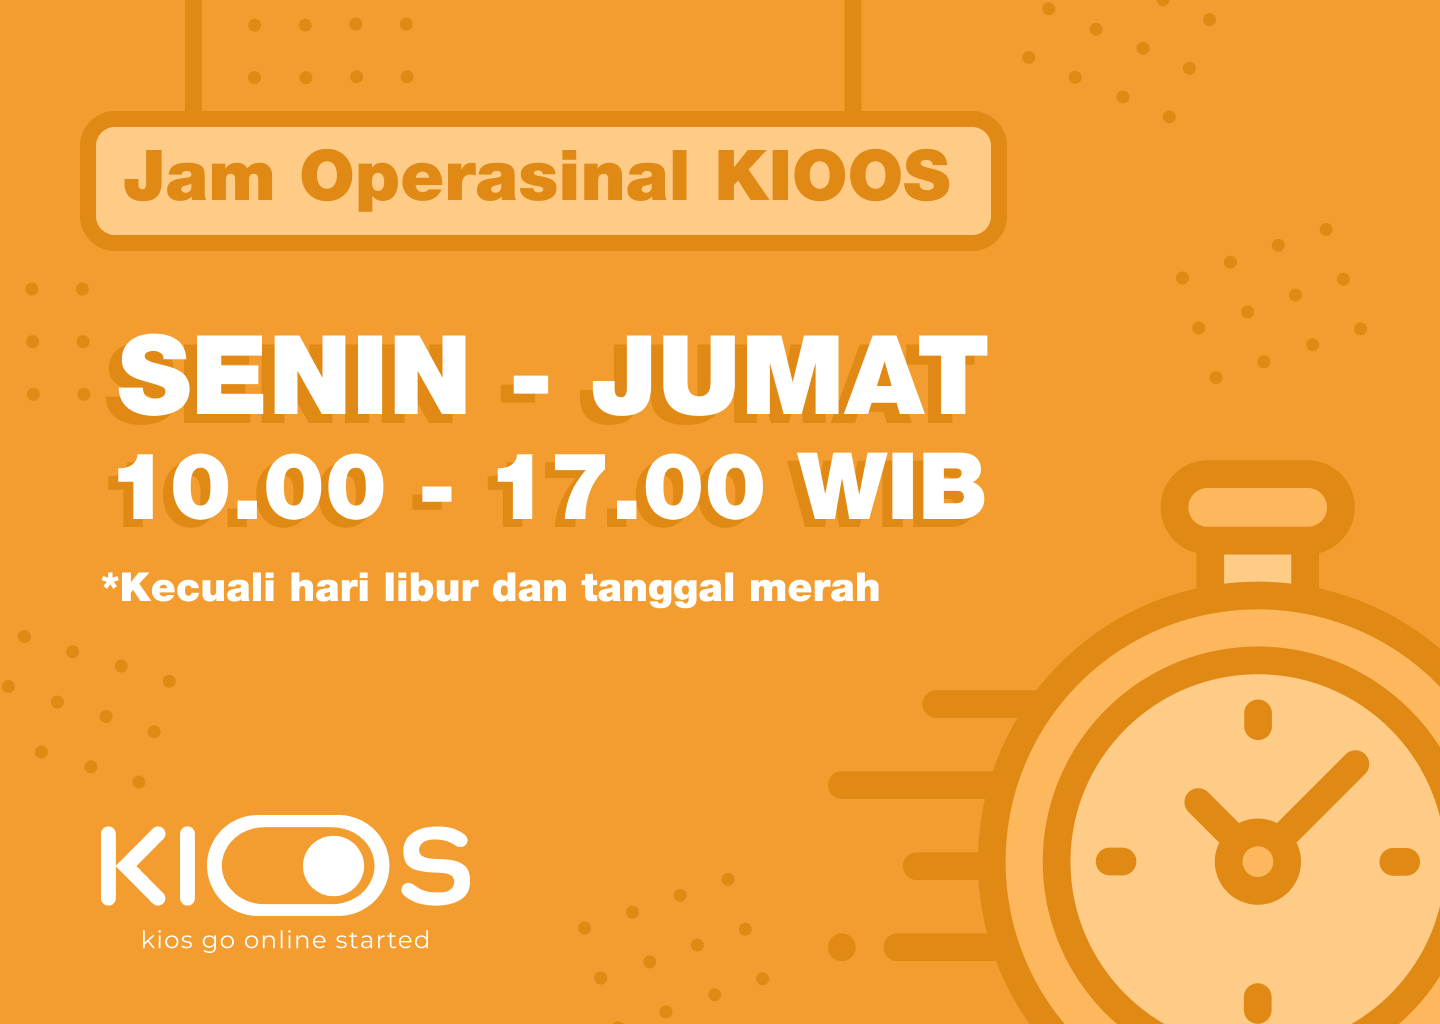 Jam Operasinal KIOOS
SENIN - JUMAT
10.00 - 17.00 WIB
*Kecuali hari libur dan tanggal merah
KIOS
kios go online started